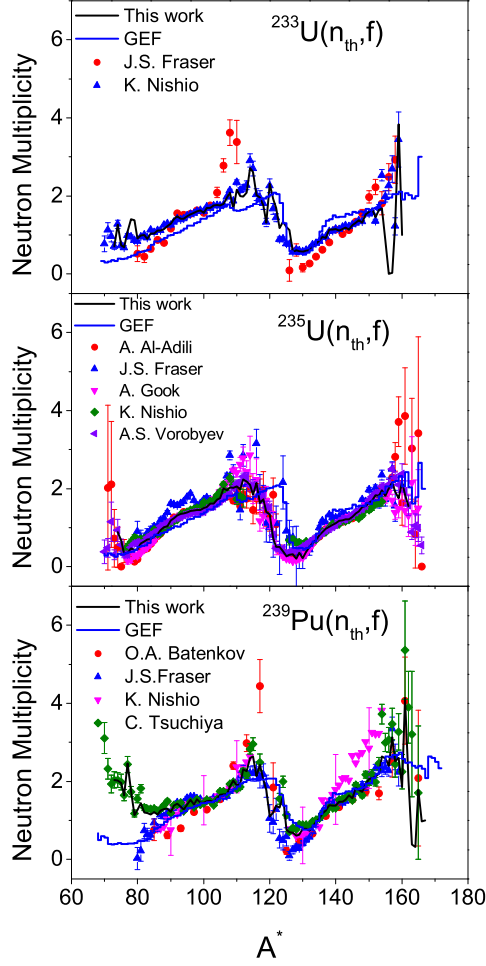 6
4
2
0
Neutron Multiplicity
This work
GEF
J.S. Fraser
K. Nishio
²³³U(nₜₕ,f)
6
4
2
0
Neutron Multiplicity
This work
GEF
A. Al-Adili
J.S. Fraser
A. Gook
K. Nishio
A.S. Vorobyev
²³⁵U(nₜₕ,f)
6
4
2
0
Neutron Multiplicity
This work
GEF
O.A. Batenkov
J.S.Fraser
K. Nishio
C. Tsuchiya
²³⁹Pu(nₜₕ,f)
60 80 100 120 140 160 180
A*